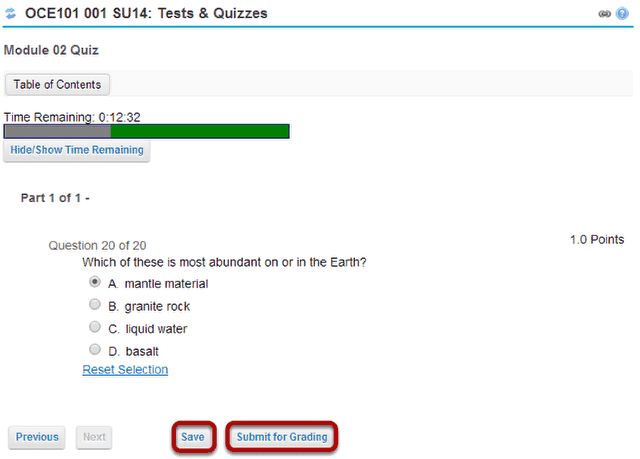 OCE101 001 SU14: Tests & Quizzes
?
Module 02 Quiz
Table of Contents
Time Remaining: 0:12:32
Hide/Show Time Remaining
Part 1 of 1 -
Question 20 of 20
1.0 Points
Which of these is most abundant on or in the Earth?
A. mantle material
B. granite rock
C. liquid water
D. basalt
Reset Selection
Previous Next Save Submit for Grading